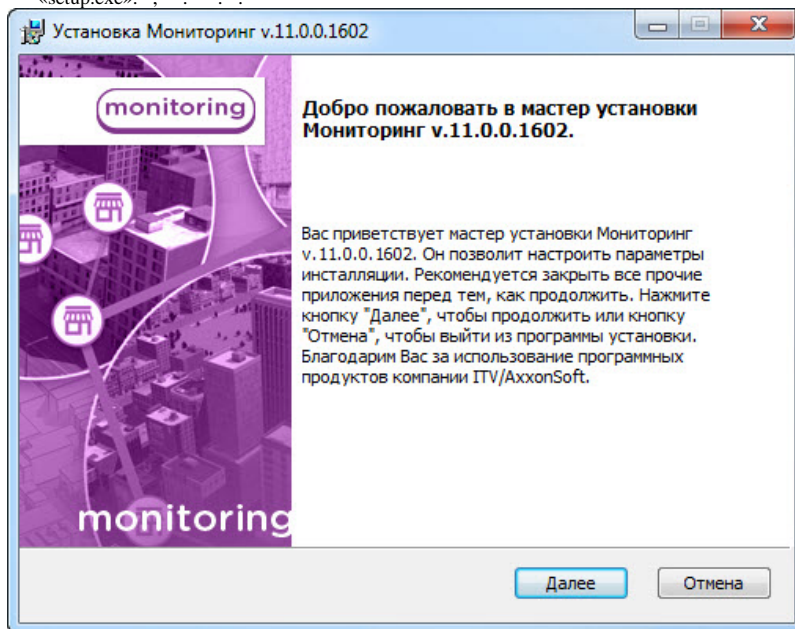 «setup.exe».
Установка Мониторинг v.11.0.0.1602
monitoring
Добро пожаловать в мастер установки
Мониторинг v.11.0.0.1602.
Вас приветствует мастер установки Мониторинг
v.11.0.0.1602. Он позволит настроить параметры
инсталляции. Рекомендуется закрыть все прочие
приложения перед тем, как продолжить. Нажмите
кнопку "Далее", чтобы продолжить или кнопку
"Отмена", чтобы выйти из программы установки.
Благодарим Вас за использование программных
продуктов компании ITV/AxxonSoft.
monitoring
Далее
Отмена